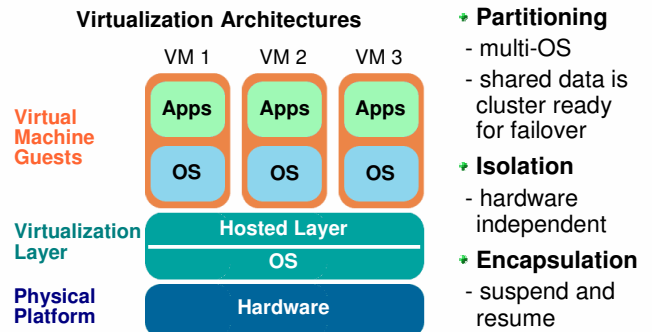 Virtualization Architectures
VM 1 VM 2 VM 3
Apps Apps Apps
Virtual
Machine
Guests
OS OS OS
Virtualization
Layer
Hosted Layer
OS
Physical
Platform
Hardware
Partitioning
- multi-OS
- shared data is
cluster ready
for failover
Isolation
- hardware
independent
Encapsulation
- suspend and
resume